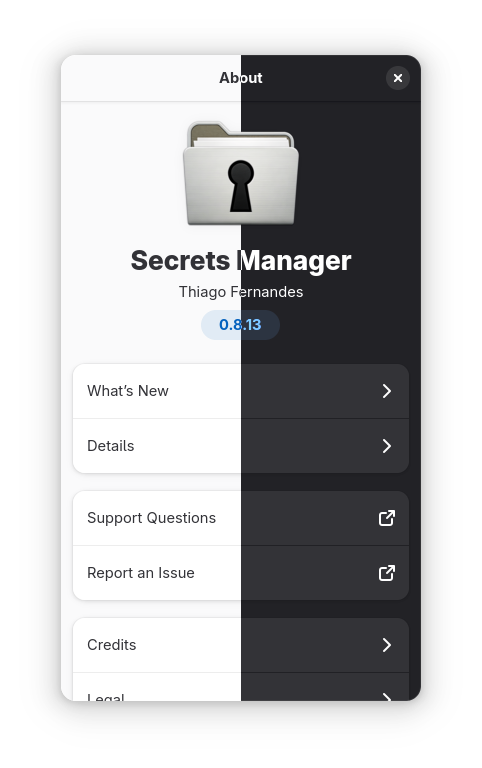 About
Secrets Manager
Thiago Fernandes
0.8.13
What’s New
Details
Support Questions
Report an Issue
Credits
Legal